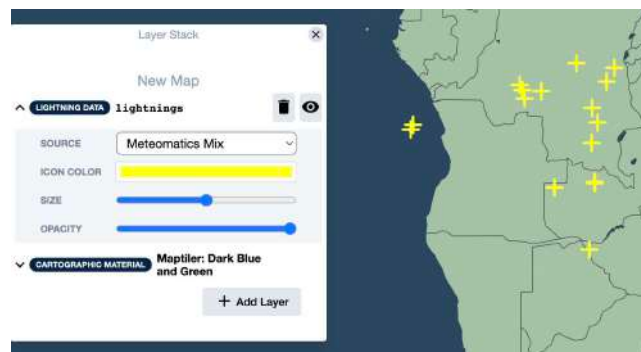 Layer Stack
New Map
LIGHTNING DATA lightnings
SOURCE Meteomatics Mix
ICON COLOR
SIZE
OPACITY
CARTOGRAPHIC MATERIAL Maptiler: Dark Blue
and Green
+ Add Layer